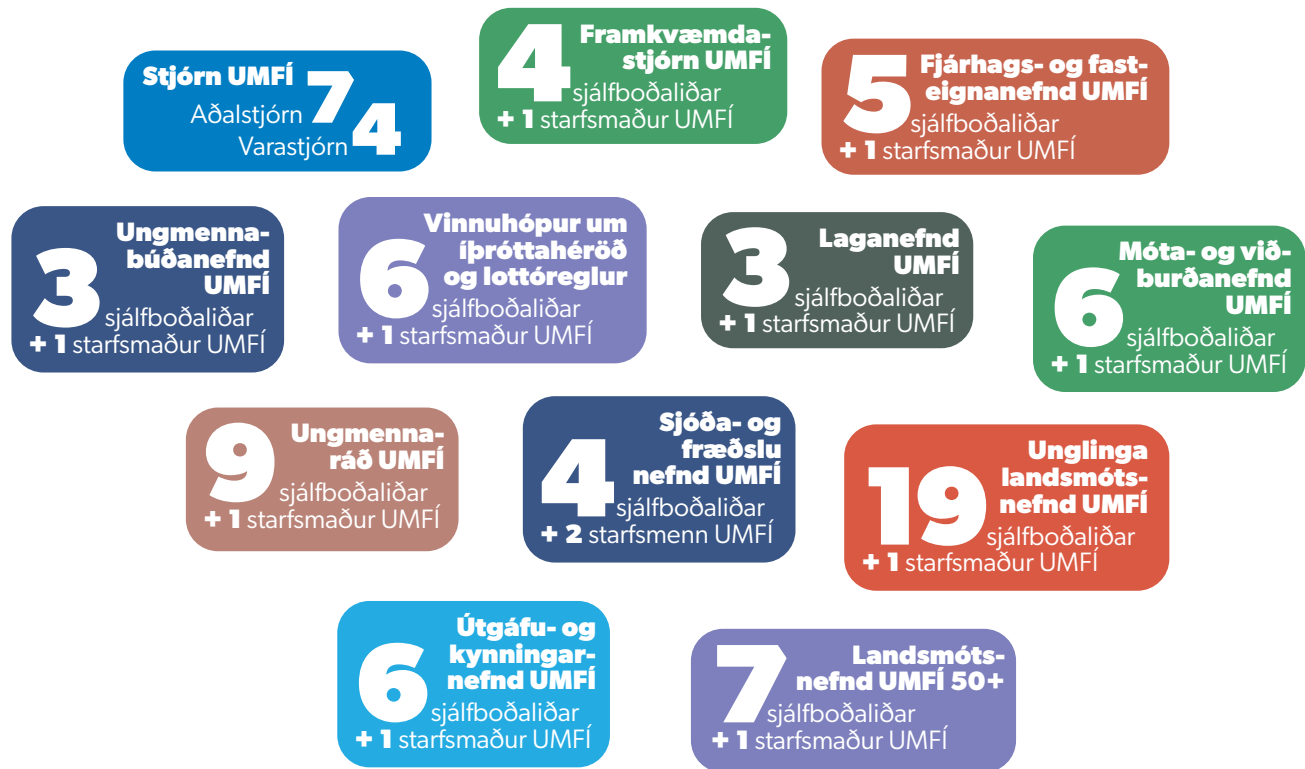 Stjórn UMFÍ
Aðalstjórn 7
Varastjórn 4
4 Framkvæmda-
stjórn UMFÍ
sjálfboðaliðar
+ 1 starfsmaður UMFÍ
5 Fjárhags- og fast-
eignanefnd UMFÍ
sjálfboðaliðar
+ 1 starfsmaður UMFÍ
3 Ungmenna-
búðanefnd
UMFÍ
sjálfboðaliðar
+ 1 starfsmaður UMFÍ
6 Vinnuhópur um
íþróttahéröð
og lottóreglur
sjálfboðaliðar
+ 1 starfsmaður UMFÍ
3 Laganefnd
UMFÍ
sjálfboðaliðar
+ 1 starfsmaður UMFÍ
6 Móta- og við-
burðanefnd
UMFÍ
sjálfboðaliðar
+ 1 starfsmaður UMFÍ
9 Ungmenna-
ráð UMFÍ
sjálfboðaliðar
+ 1 starfsmaður UMFÍ
4 Sjóða- og
fræðslu
nefnd UMFÍ
sjálfboðaliðar
+ 2 starfsmenn UMFÍ
19 Unglinga
landsmóts-
nefnd UMFÍ
sjálfboðaliðar
+ 1 starfsmaður UMFÍ
6 Útgáfu- og
kynningar-
nefnd UMFÍ
sjálfboðaliðar
+ 1 starfsmaður UMFÍ
7 Landsmóts-
nefnd UMFÍ 50+
sjálfboðaliðar
+ 1 starfsmaður UMFÍ